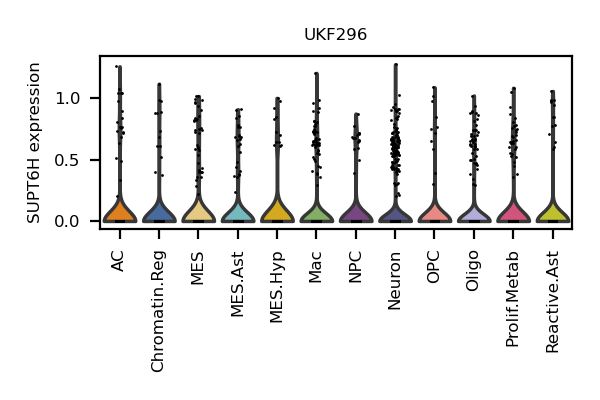 UKF296
SUPT6H expression
1.0
0.5
0.0
AC
Chromatin.Reg
MES
MES.Ast
MES.Hyp
Mac
NPC
Neuron
OPC
Oligo
Prolif.Metab
Reactive.Ast